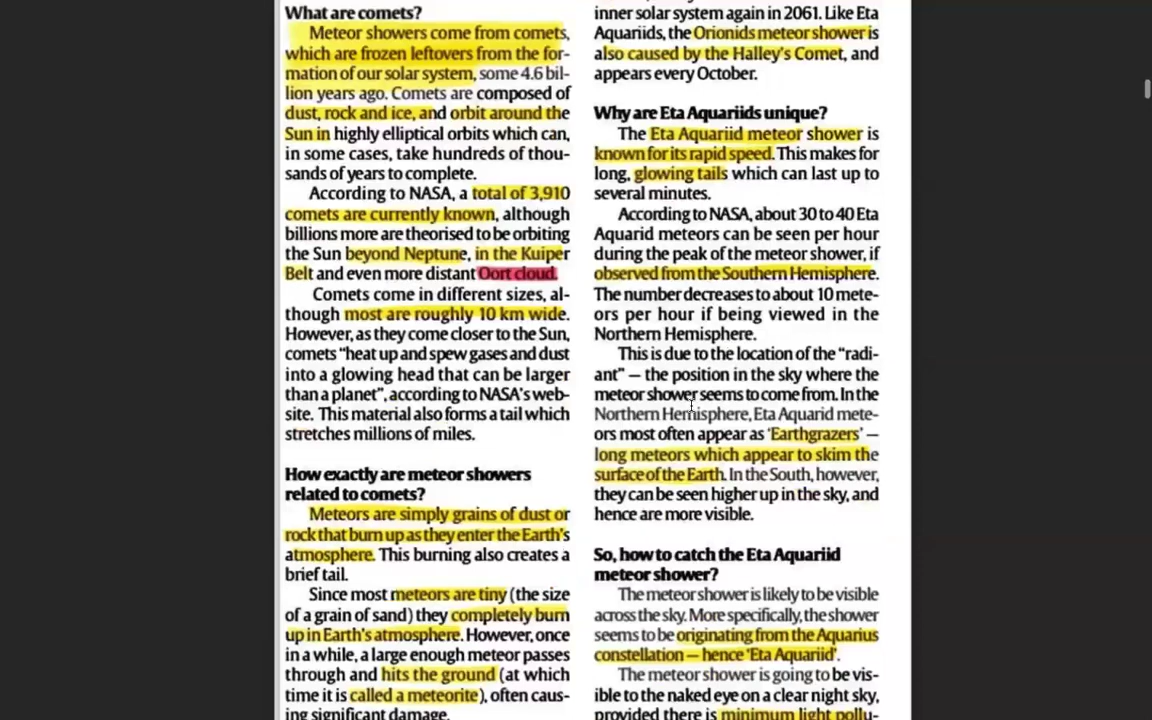 What are comets?
Meteor showers come from comets,
which are frozen leftovers from the for-
mation of our solar system, some 4.6 bil-
lion years ago. Comets are composed of
dust, rock and ice, and orbit around the
Sun in highly elliptical orbits which can,
in some cases, take hundreds of thou-
sands of years to complete.
According to NASA, a total of 3,910
comets are currently known, although
billions more are theorised to be orbiting
the Sun beyond Neptune, in the Kuiper
Belt and even more distant Oort cloud.
Comets come in different sizes, al-
though most are roughly 10 km wide.
However, as they come closer to the Sun,
comets “heat up and spew gases and dust
into a glowing head that can be larger
than a planet”, according to NASA’s web-
site. This material also forms a tail which
stretches millions of miles.
How exactly are meteor showers
related to comets?
Meteors are simply grains of dust or
rock that burn up as they enter the Earth’s
atmosphere. This burning also creates a
brief tail.
Since most meteors are tiny (the size
of a grain of sand) they completely burn
up in Earth’s atmosphere. However, once
in a while, a large enough meteor passes
through and hits the ground (at which
time it is called a meteorite), often caus-
ing significant damage.
inner solar system again in 2061. Like Eta
Aquariids, the Orionids meteor shower is
also caused by the Halley’s Comet, and
appears every October.
Why are Eta Aquariids unique?
The Eta Aquariid meteor shower is
known for its rapid speed. This makes for
long, glowing tails which can last up to
several minutes.
According to NASA, about 30 to 40 Eta
Aquarid meteors can be seen per hour
during the peak of the meteor shower, if
observed from the Southern Hemisphere.
The number decreases to about 10 mete-
ors per hour if being viewed in the
Northern Hemisphere.
This is due to the location of the “radi-
ant” — the position in the sky where the
meteor shower seems to come from. In the
Northern Hemisphere, Eta Aquarid mete-
ors most often appear as ‘Earthgrazers’ —
long meteors which appear to skim the
surface of the Earth. In the South, however,
they can be seen higher up in the sky, and
hence are more visible.
So, how to catch the Eta Aquariid
meteor shower?
The meteor shower is likely to be visible
across the sky. More specifically, the shower
seems to be originating from the Aquarius
constellation — hence ‘Eta Aquariid’.
The meteor shower is going to be vis-
ible to the naked eye on a clear night sky,
provided there is minimum light pollu-